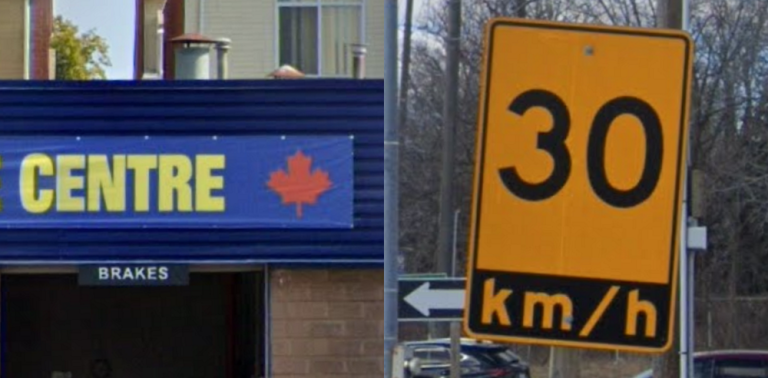 CENTRE
BRAKES
30
km/h